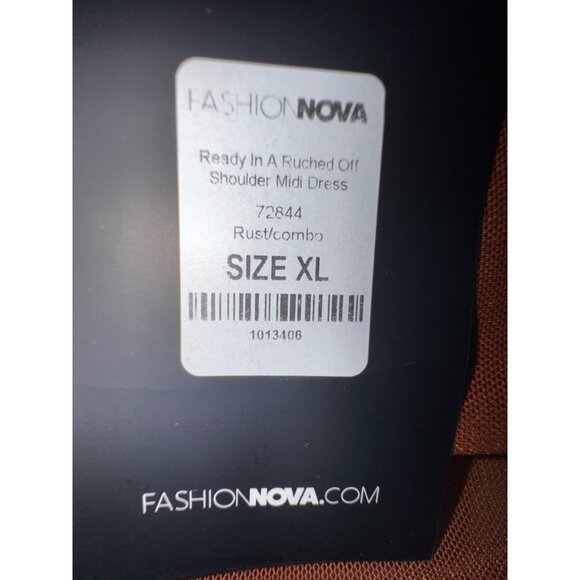 FASHIONNOVA
Ready In A Ruched Off
Shoulder Midi Dress
72844
Rust/combo
SIZE XL
1013406
FASHIONNOVA.COM